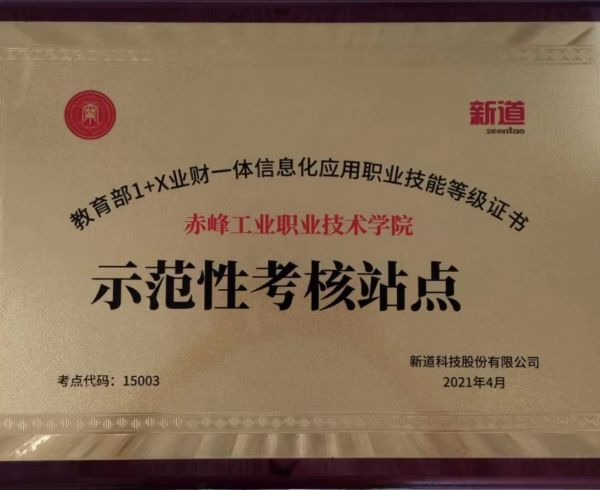 新道
seentao
教育部1+X业财一体信息化应用职业技能等级证书
赤峰工业职业技术学院
示范性考核站点
考点代码：15003
新道科技股份有限公司
2021年4月